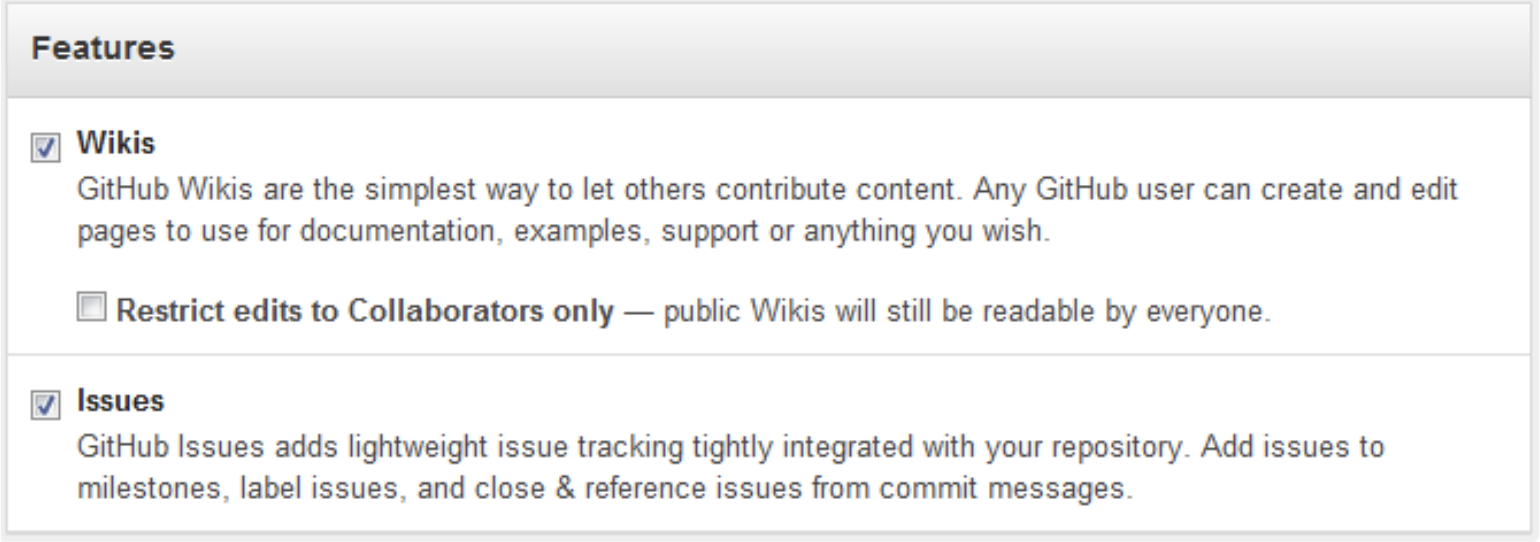 Features
Wikis
GitHub Wikis are the simplest way to let others contribute content. Any GitHub user can create and edit
pages to use for documentation, examples, support or anything you wish.
Restrict edits to Collaborators only — public Wikis will still be readable by everyone.
Issues
GitHub Issues adds lightweight issue tracking tightly integrated with your repository. Add issues to
milestones, label issues, and close & reference issues from commit messages.